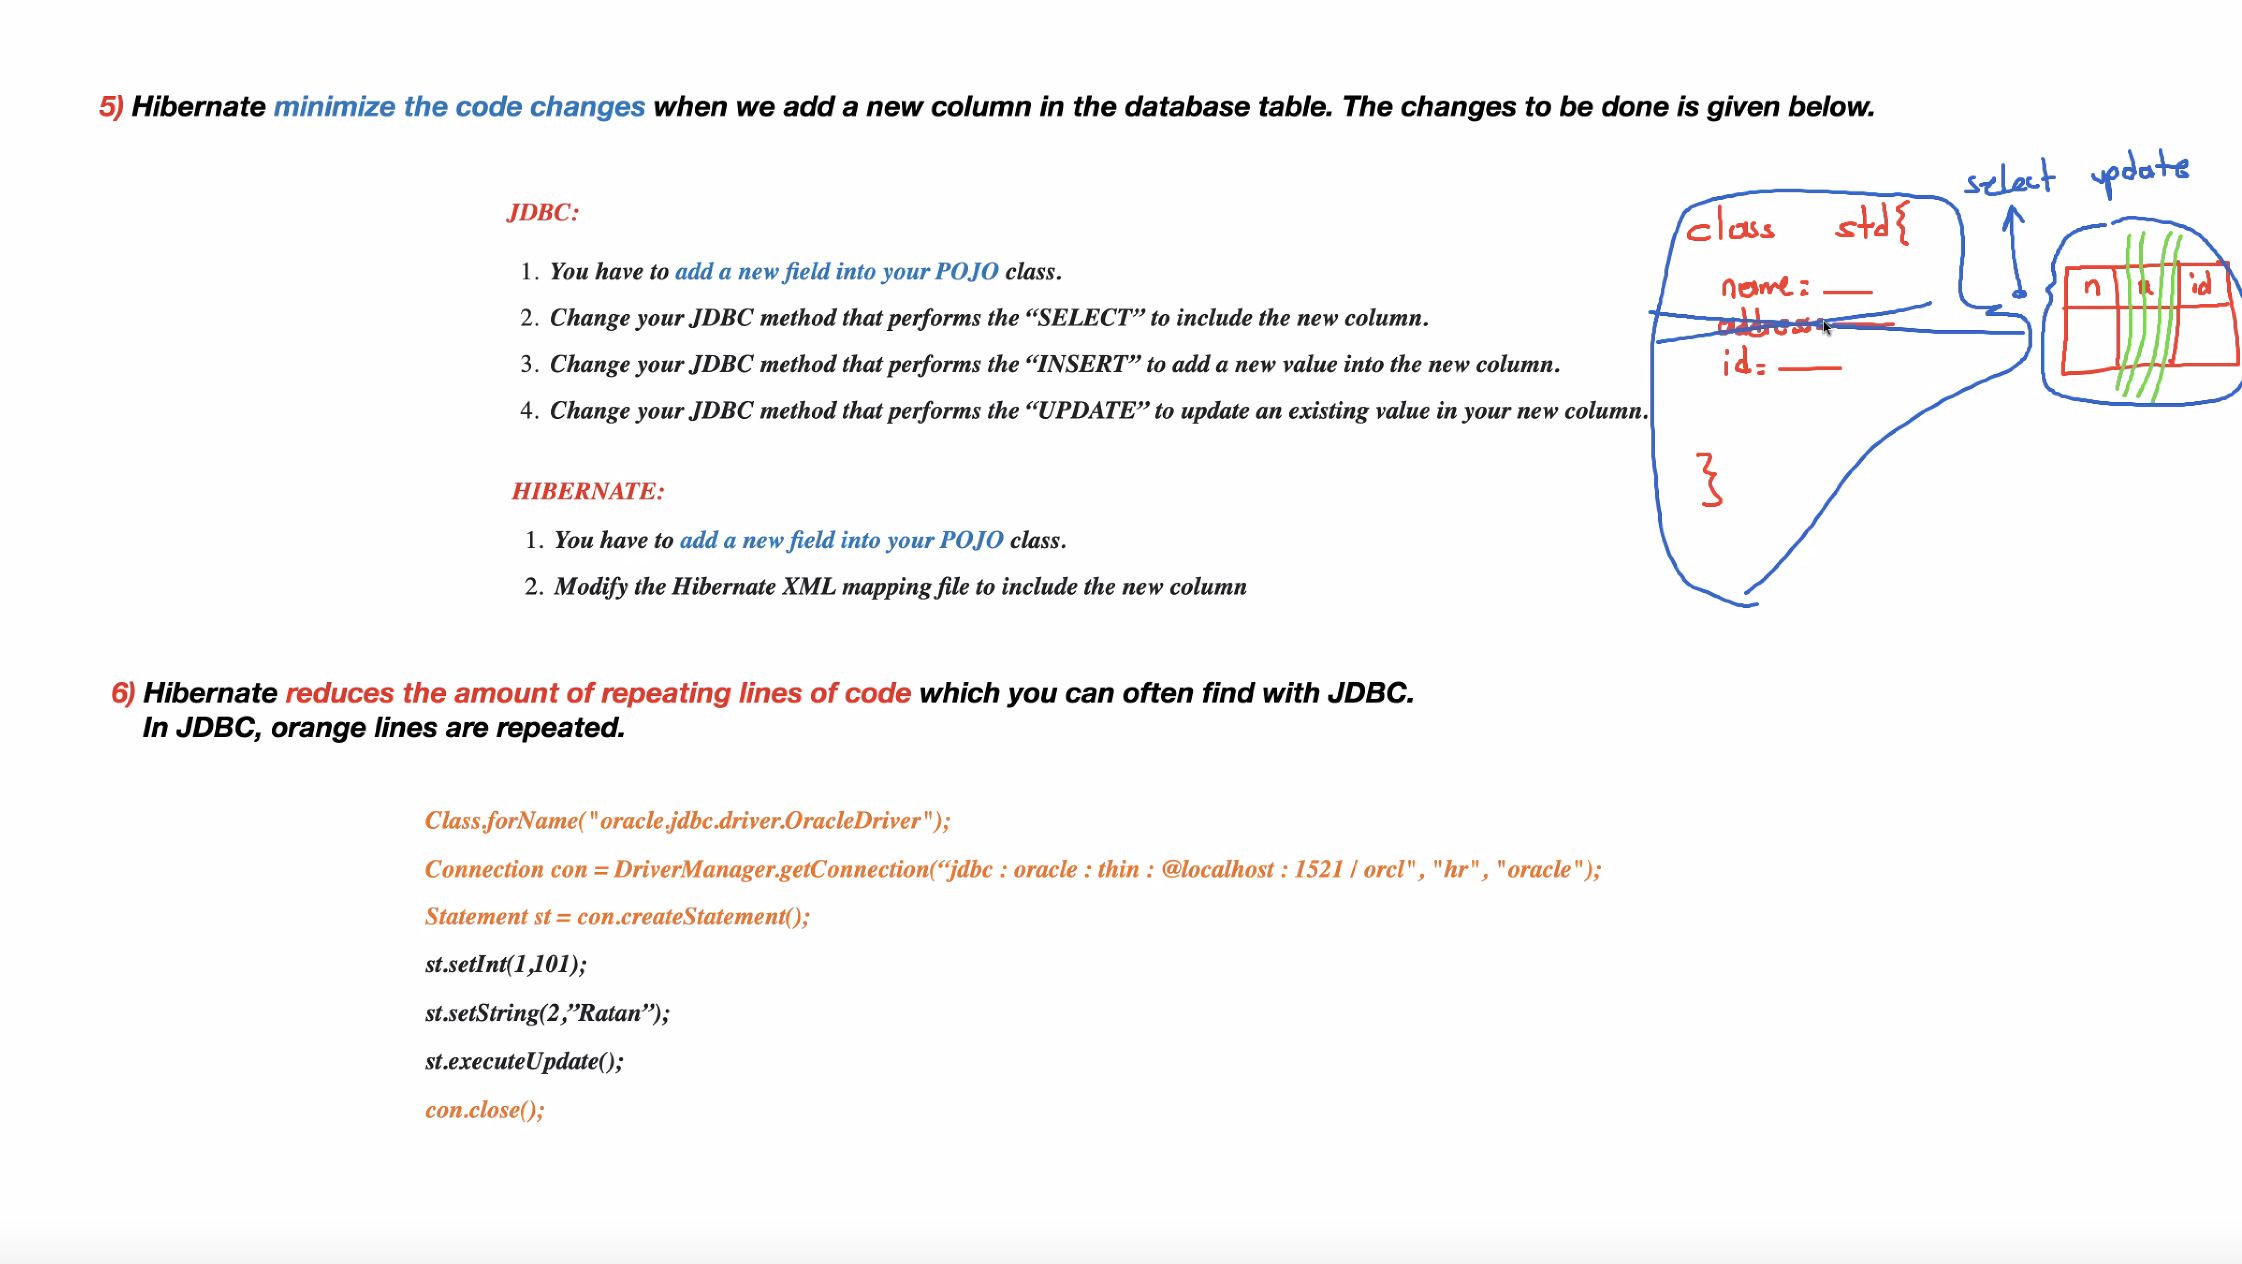 5) Hibernate minimize the code changes when we add a new column in the database table. The changes to be done is given below.
JDBC:
1. You have to add a new field into your POJO class.
2. Change your JDBC method that performs the “SELECT” to include the new column.
3. Change your JDBC method that performs the “INSERT” to add a new value into the new column.
4. Change your JDBC method that performs the “UPDATE” to update an existing value in your new column.
HIBERNATE:
1. You have to add a new field into your POJO class.
2. Modify the Hibernate XML mapping file to include the new column
select update
class std{
name:
address:
id=
}
n
id
6) Hibernate reduces the amount of repeating lines of code which you can often find with JDBC.
In JDBC, orange lines are repeated.
Class.forName("oracle.jdbc.driver.OracleDriver");
Connection con = DriverManager.getConnection(“jdbc : oracle : thin : @localhost : 1521 / orcl", "hr", "oracle");
Statement st = con.createStatement();
st.setInt(1,101);
st.setString(2,”Ratan”);
st.executeUpdate();
con.close();